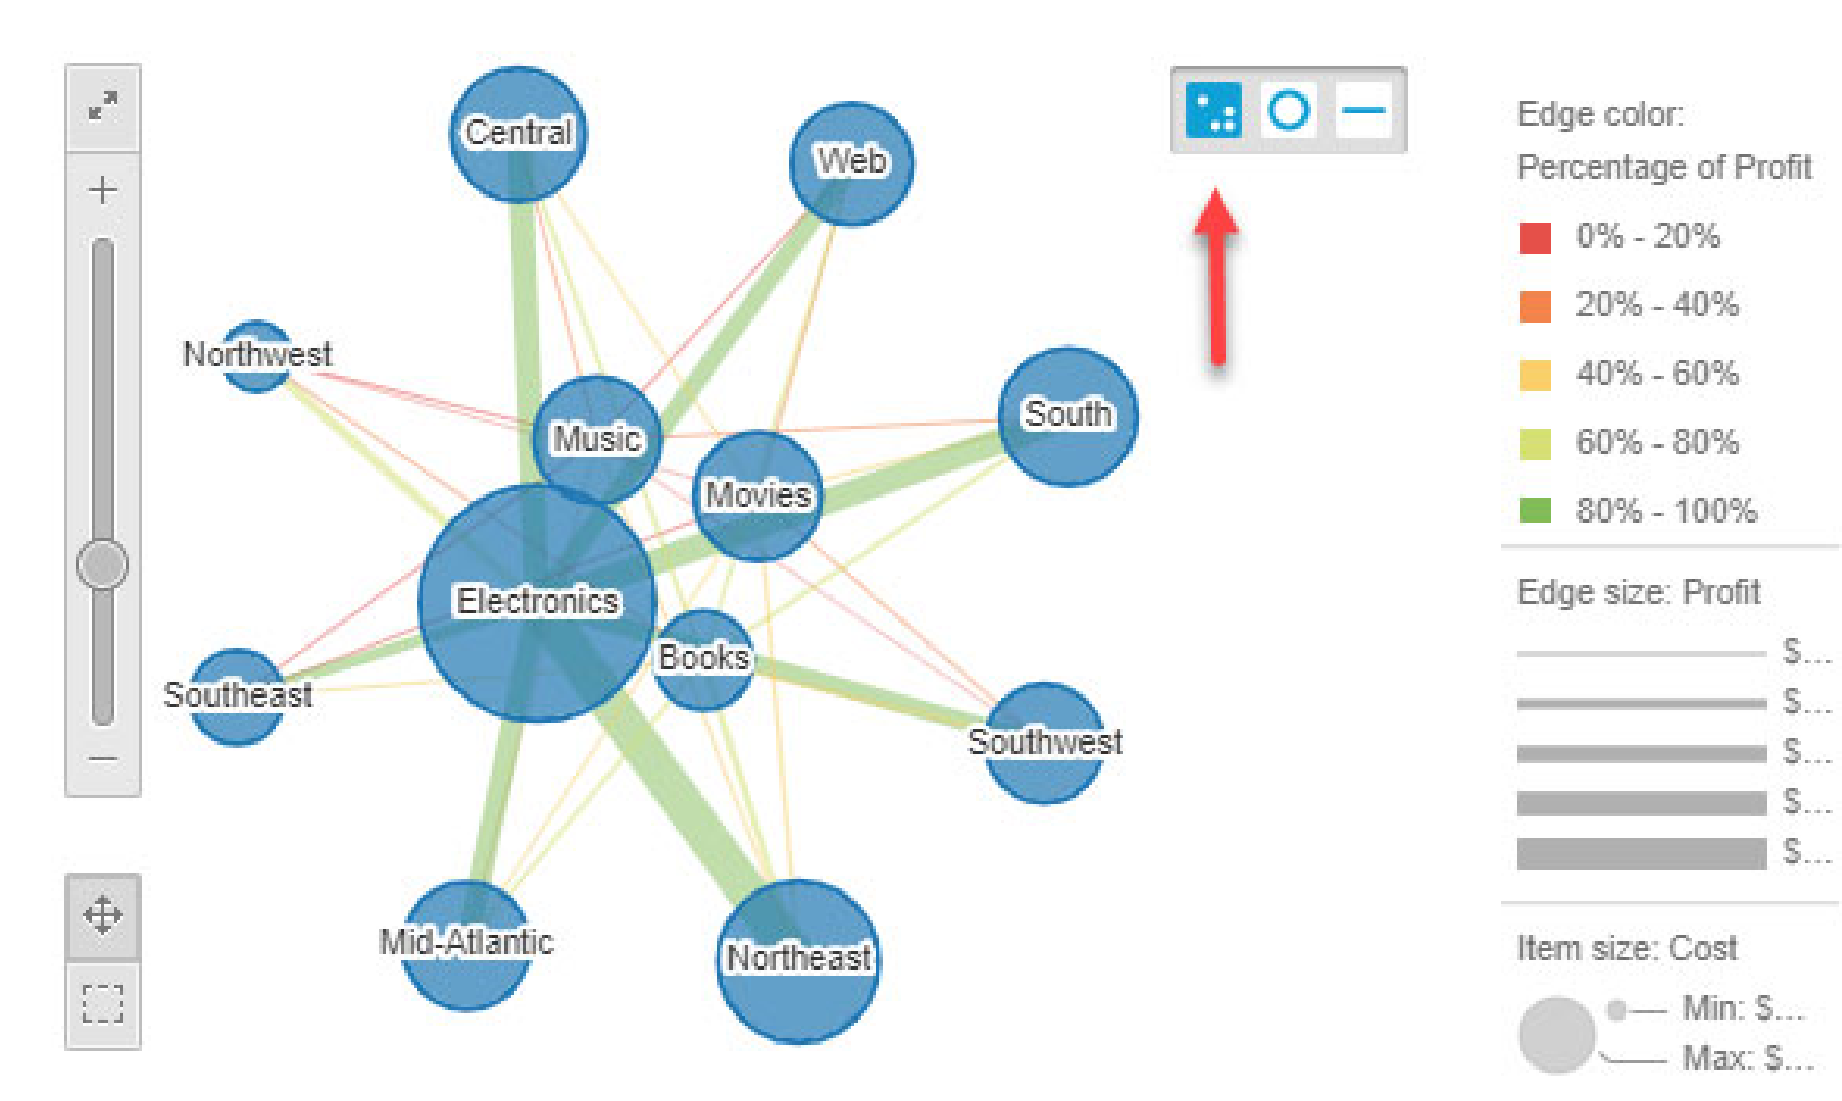 Central
Web
Northwest
South
Music
Movies
Electronics
Books
Southeast
Southwest
Mid-Atlantic
Northeast
Edge color:
Percentage of Profit
0% - 20%
20% - 40%
40% - 60%
60% - 80%
80% - 100%
Edge size: Profit
$...
$...
$...
$...
$...
Item size: Cost
Min: $...
Max: $...